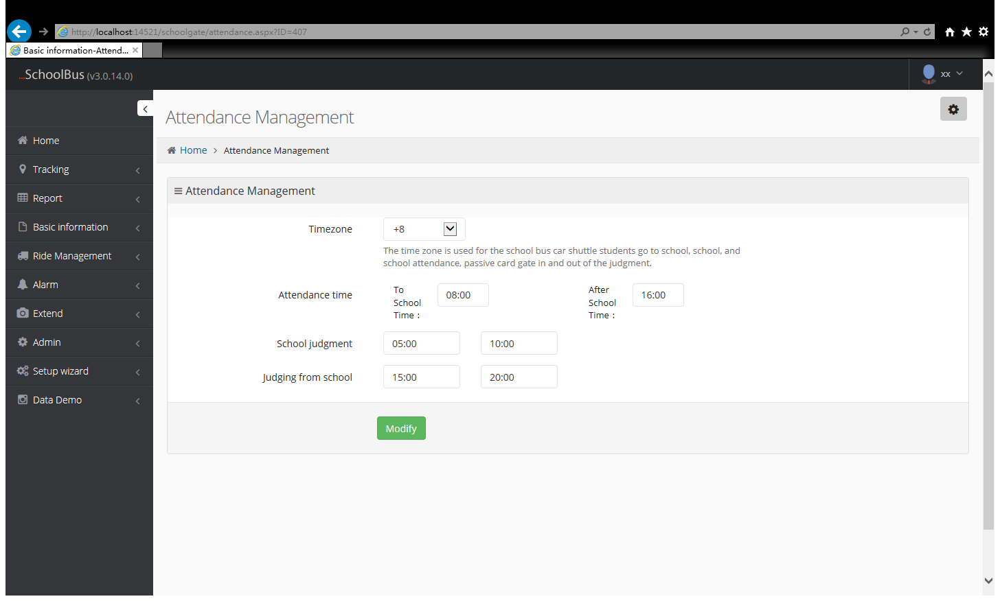 http://localhost:14521/schoolgate/attendance.aspx?ID=407
Basic information-Attend...
...SchoolBus (v3.0.14.0)
xx
Attendance Management
Home
Tracking
Report
Basic information
Ride Management
Alarm
Extend
Admin
Setup wizard
Data Demo
Home > Attendance Management
Attendance Management
Timezone +8
The time zone is used for the school bus car shuttle students go to school, school, and
school attendance, passive card gate in and out of the judgment.
Attendance time
To
School
Time :
08:00
After
School
Time :
16:00
School judgment 05:00 10:00
Judging from school 15:00 20:00
Modify